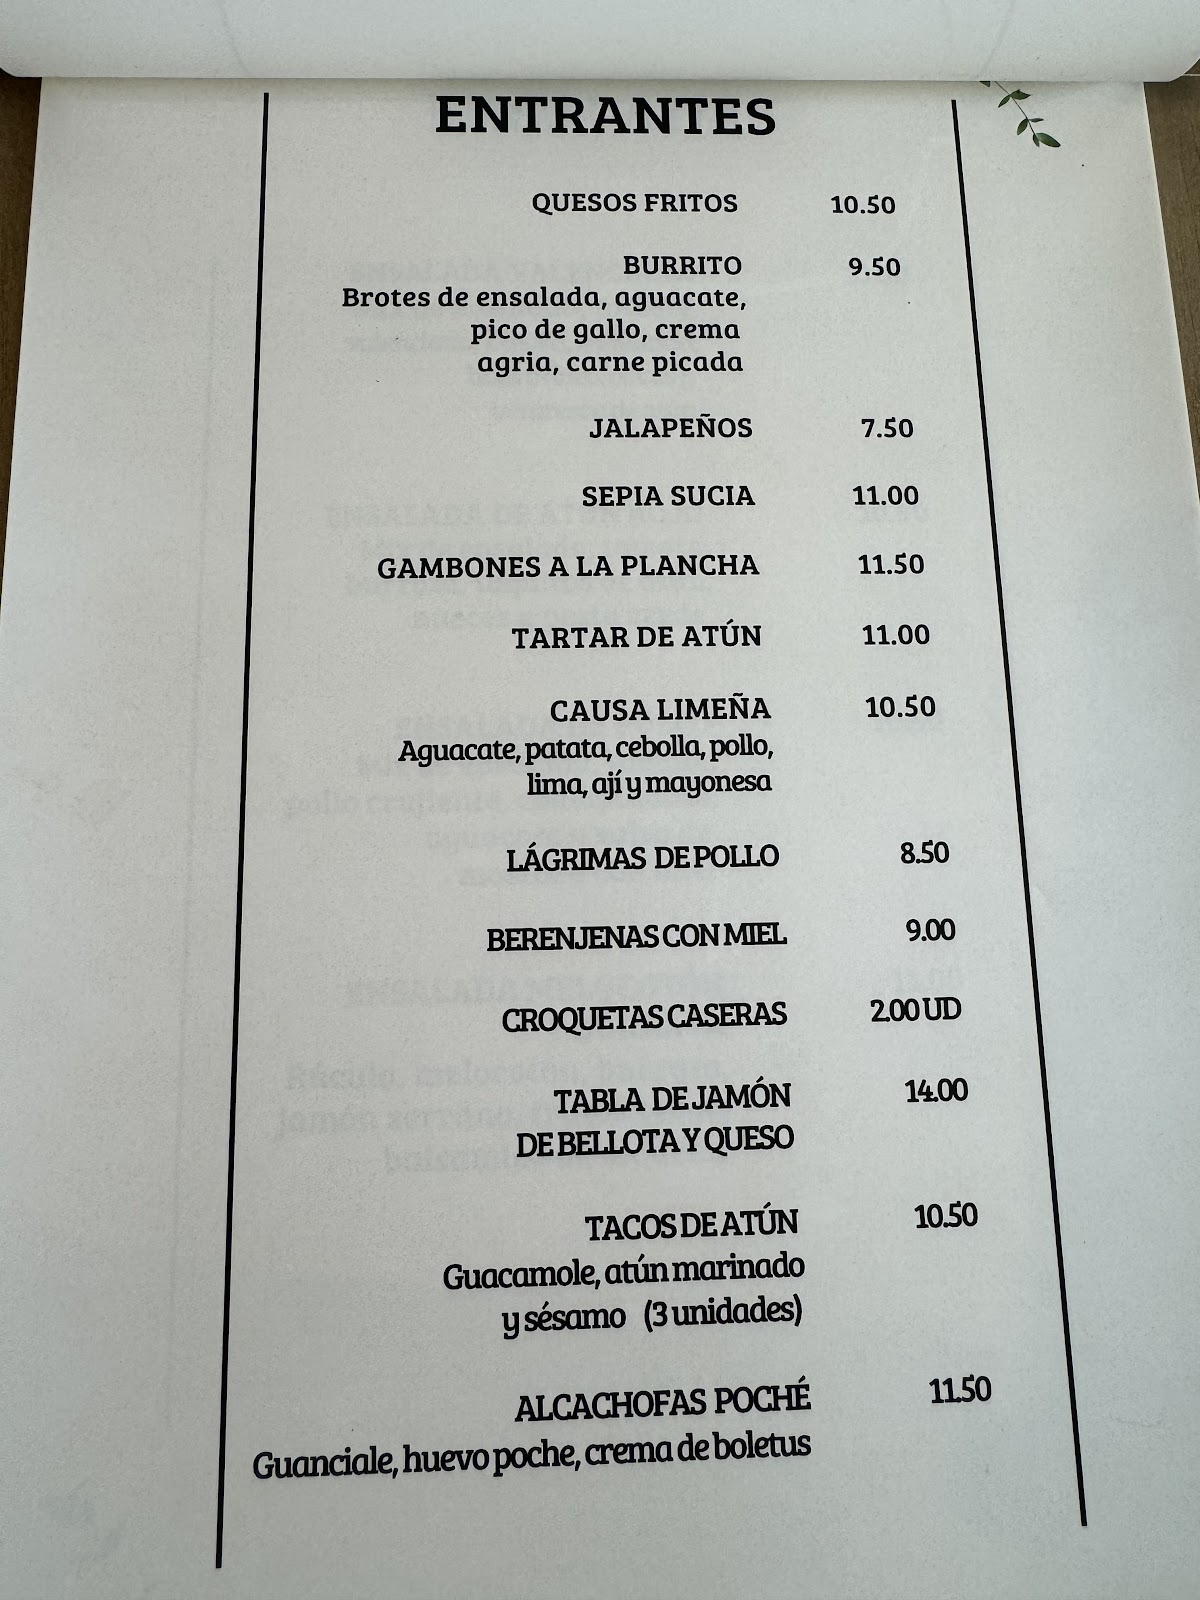 ENTRANTES
QUESOS FRITOS 10.50
BURRITO 9.50
Brotes de ensalada, aguacate,
pico de gallo, crema
agria, carne picada
JALAPEÑOS 7.50
SEPIA SUCIA 11.00
GAMBONES A LA PLANCHA 11.50
TARTAR DE ATÚN 11.00
CAUSA LIMEÑA 10.50
Aguacate, patata, cebolla, pollo,
lima, ají y mayonesa
LÁGRIMAS DE POLLO 8.50
BERENJENAS CON MIEL 9.00
CROQUETAS CASERAS 2.00 UD
TABLA DE JAMÓN 14.00
DE BELLOTA Y QUESO
TACOS DE ATÚN 10.50
Guacamole, atún marinado
y sésamo (3 unidades)
ALCACHOFAS POCHÉ 11.50
Guanciale, huevo poche, crema de boletus